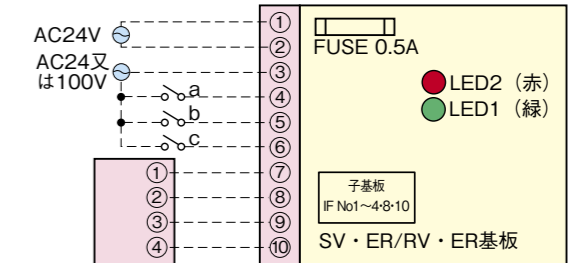 AC24V
AC24又
は100V
a
b
c
①
②
③
④
⑤
⑥
⑦
⑧
⑨
⑩
①
②
③
④
FUSE 0.5A
LED2（赤）
LED1（緑）
子基板
IF No1～4・8・10
SV・ER/RV・ER基板